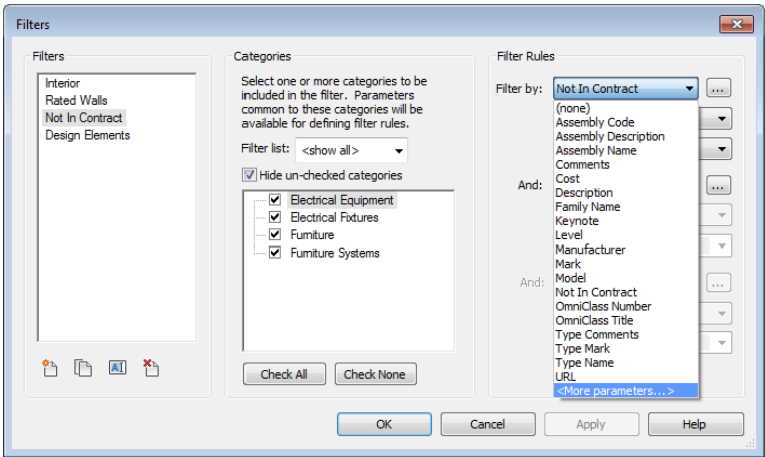 Filters
Filters
Interior
Rated Walls
Not In Contract
Design Elements
Categories
Select one or more categories to be
included in the filter. Parameters
common to these categories will be
available for defining filter rules.
Filter list: <show all>
Hide un-checked categories
Electrical Equipment
Electrical Fixtures
Furniture
Furniture Systems
Check All Check None
Filter Rules
Filter by: Not In Contract ...
(none)
Assembly Code
Assembly Description
Assembly Name
Comments
Cost
And: ...
Description
Family Name
Keynote
Level
Manufacturer
Mark
Model
And: ...
Not In Contract
OmniClass Number
OmniClass Title
Type Comments
Type Mark
Type Name
URL
<More parameters...>
OK Cancel Apply Help